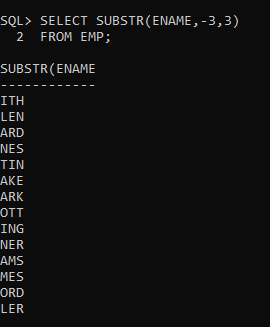 SQL> SELECT SUBSTR(ENAME,-3,3)
  2  FROM EMP;
SUBSTR(ENAME
------------
ITH
LEN
ARD
NES
TIN
AKE
ARK
OTT
ING
NER
AMS
MES
ORD
LER